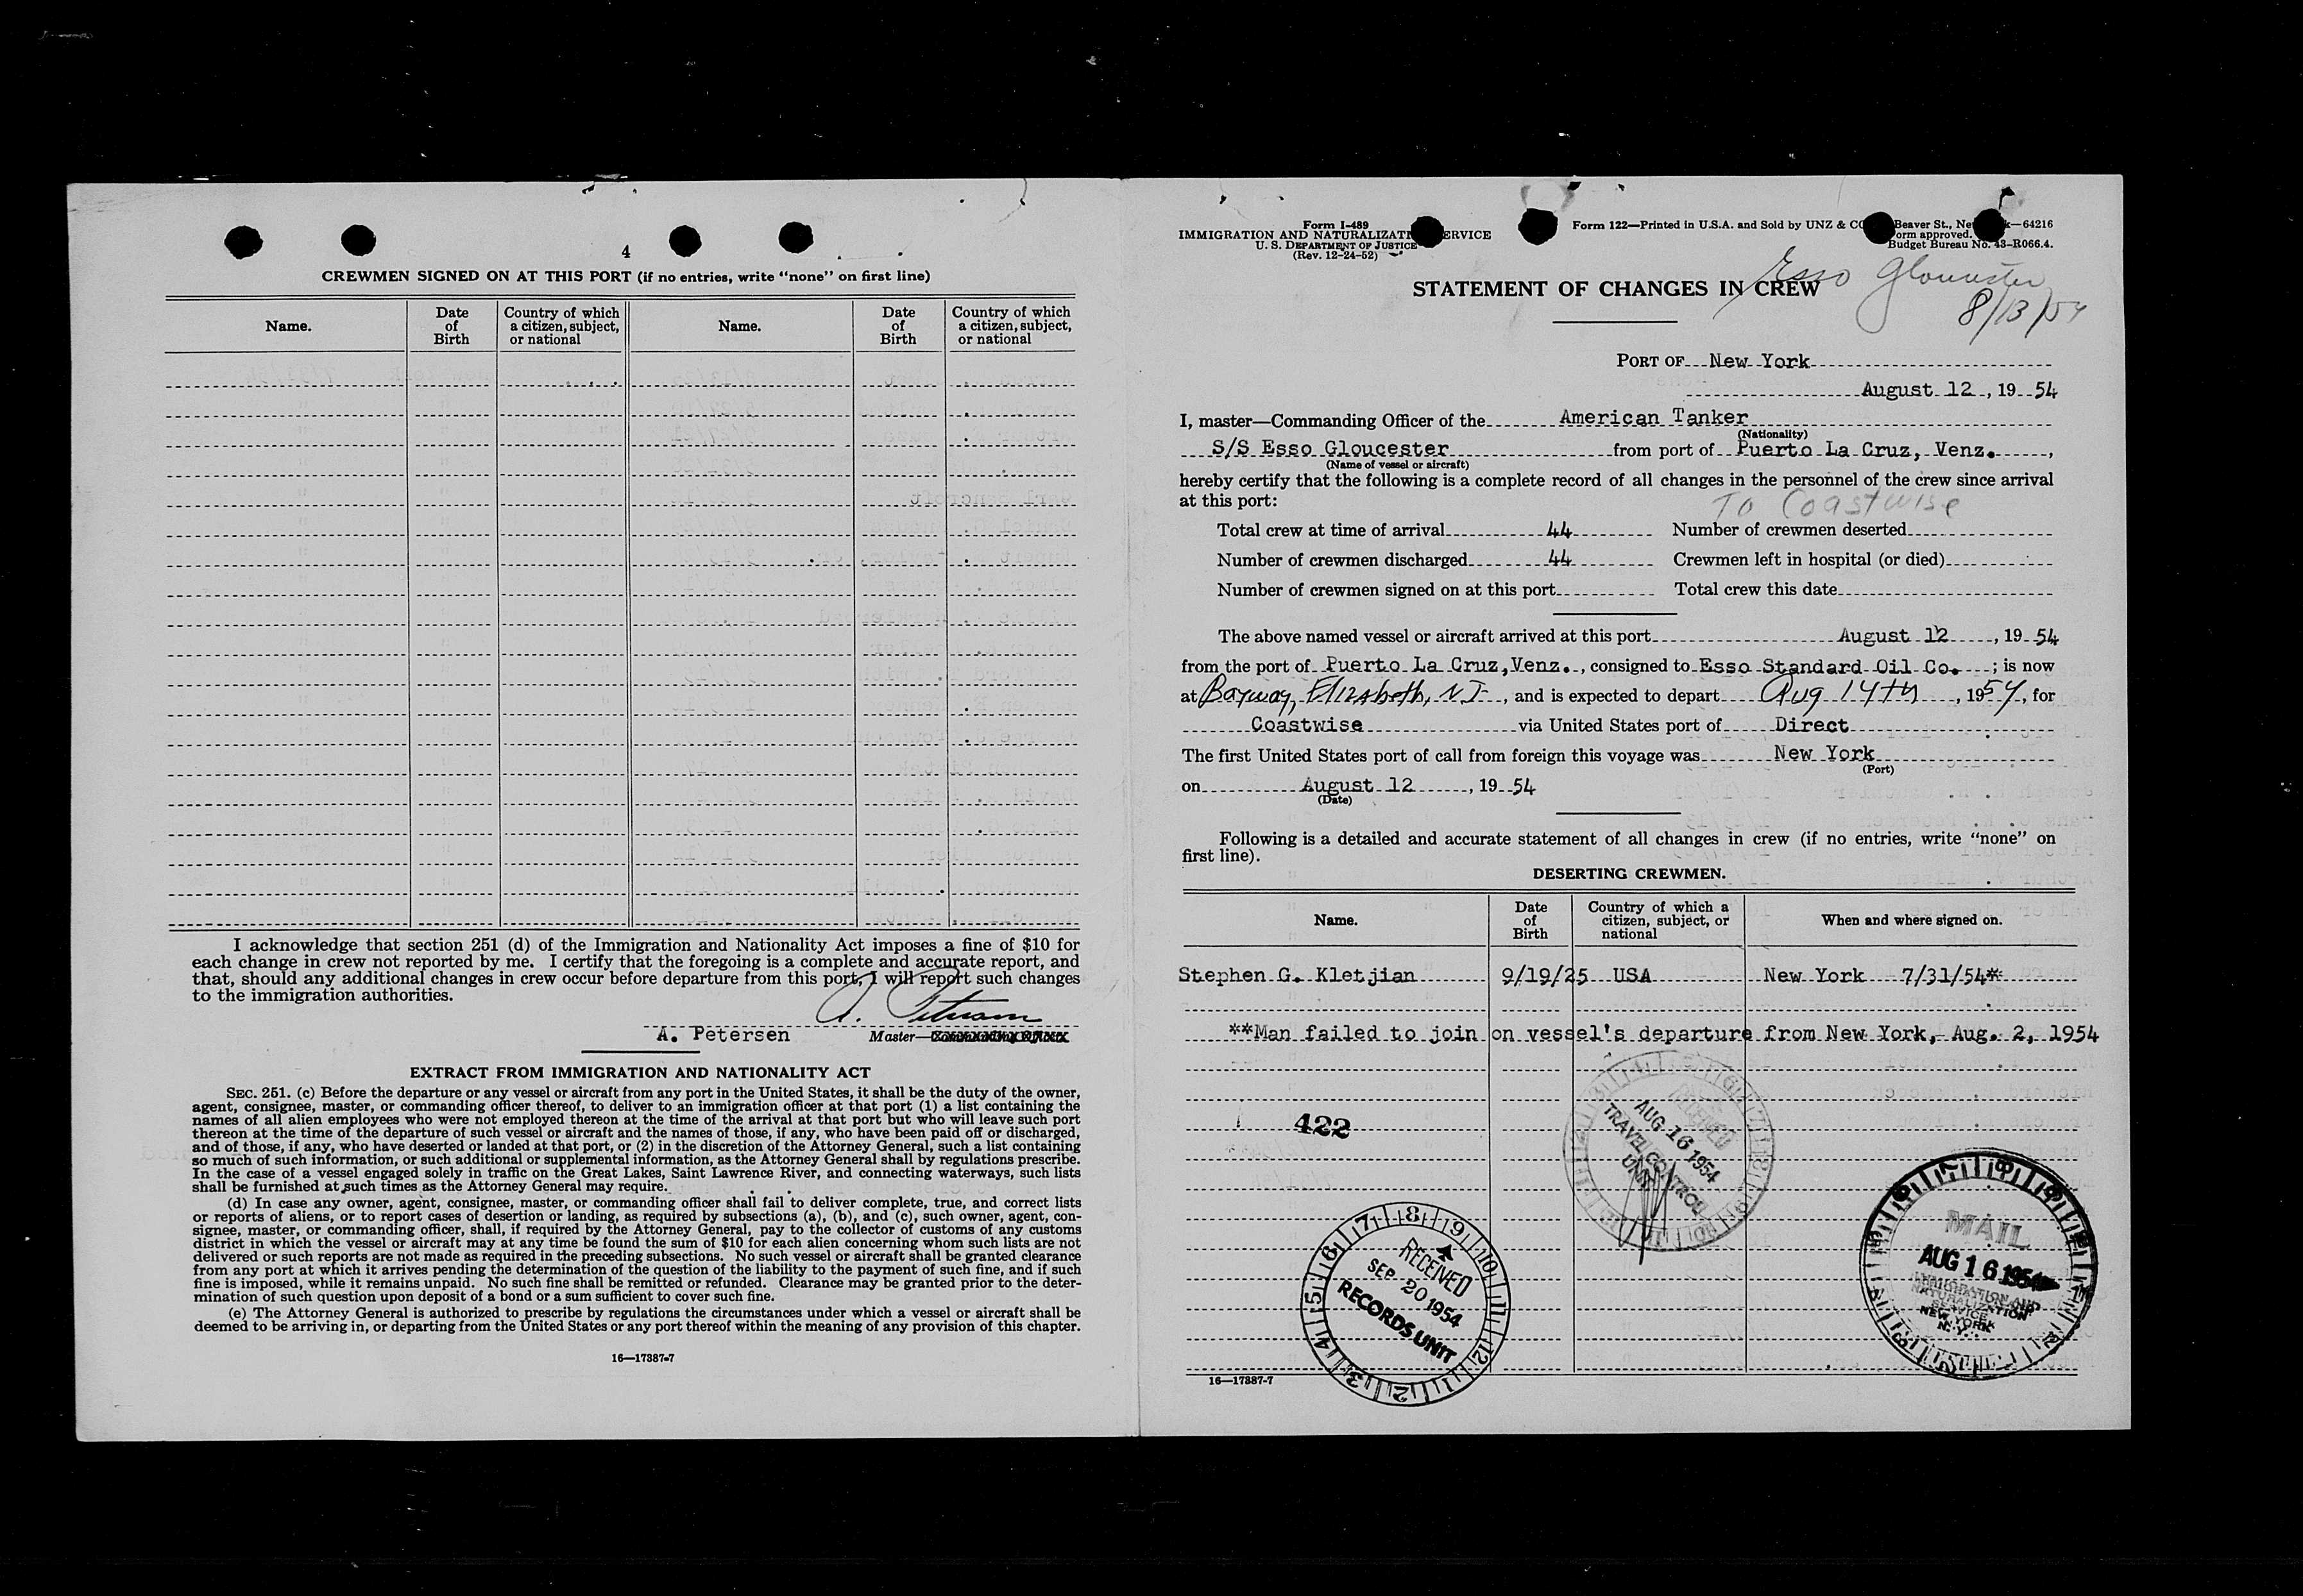 4
CREWMEN SIGNED ON AT THIS PORT (if no entries, write “none” on first line)
Name.
Date of Birth
Country of which a citizen, subject, or national
Name.
Date of Birth
Country of which a citizen, subject, or national
I acknowledge that section 251 (d) of the Immigration and Nationality Act imposes a fine of $10 for
each change in crew not reported by me. I certify that the foregoing is a complete and accurate report, and
that, should any additional changes in crew occur before departure from this port, I will report such changes
to the immigration authorities.
A. Petersen
A. Petersen Master—
EXTRACT FROM IMMIGRATION AND NATIONALITY ACT
SEC. 251. (c) Before the departure or any vessel or aircraft from any port in the United States, it shall be the duty of the owner,
agent, consignee, master, or commanding officer thereof, to deliver to an immigration officer at that port (1) a list containing the
names of all alien employees who were not employed thereon at the time of the arrival at that port but who will leave such port
thereon at the time of the departure of such vessel or aircraft and the names of those, if any, who have been paid off or discharged,
and of those, if any, who have deserted or landed at that port, or (2) in the discretion of the Attorney General, such a list containing
so much of such information, or such additional or supplemental information, as the Attorney General shall by regulations prescribe.
In the case of a vessel engaged solely in traffic on the Great Lakes, Saint Lawrence River, and connecting waterways, such lists
shall be furnished at such times as the Attorney General may require.
(d) In case any owner, agent, consignee, master, or commanding officer shall fail to deliver complete, true, and correct lists
or reports of aliens, or to report cases of desertion or landing, as required by subsections (a), (b), and (c), such owner, agent, con-
signee, master, or commanding officer, shall, if required by the Attorney General, pay to the collector of customs of any customs
district in which the vessel or aircraft may at any time be found the sum of $10 for each alien concerning whom such lists are not
delivered or such reports are not made as required in the preceding subsections. No such vessel or aircraft shall be granted clearance
from any port at which it arrives pending the determination of the question of the liability to the payment of such fine, and if such
fine is imposed, while it remains unpaid. No such fine shall be remitted or refunded. Clearance may be granted prior to the deter-
mination of such question upon deposit of a bond or a sum sufficient to cover such fine.
(e) The Attorney General is authorized to prescribe by regulations the circumstances under which a vessel or aircraft shall be
deemed to be arriving in, or departing from the United States or any port thereof within the meaning of any provision of this chapter.
16—17387-7
Form I-489
IMMIGRATION AND NATURALIZATI ERVICE
U. S. DEPARTMENT OF JUSTICE
(Rev. 12-24-52)
Form 122—Printed in U.S.A. and Sold by UNZ & CO Beaver St., Ne k—64216
orm approved.
Budget Bureau No. 43-R066.4.
Esso Gloucester
8/13/54
STATEMENT OF CHANGES IN CREW
PORT OF New York
August 12, 19 54
I, master—Commanding Officer of the American Tanker
(Nationality)
S/S Esso Gloucester from port of Puerto La Cruz, Venz.,
(Name of vessel or aircraft)
hereby certify that the following is a complete record of all changes in the personnel of the crew since arrival
at this port:
To Coastwise
Total crew at time of arrival 44 Number of crewmen deserted
Number of crewmen discharged 44 Crewmen left in hospital (or died)
Number of crewmen signed on at this port Total crew this date
The above named vessel or aircraft arrived at this port August 12, 19 54
from the port of Puerto La Cruz, Venz., consigned to Esso Standard Oil Co.; is now
at Bayway, Elizabeth, N.J., and is expected to depart Aug 14th, 1954, for
Coastwise via United States port of Direct
The first United States port of call from foreign this voyage was New York
(Port)
on August 12, 19 54
(Date)
Following is a detailed and accurate statement of all changes in crew (if no entries, write “none” on
first line).
DESERTING CREWMEN.
Name.
Date of Birth
Country of which a citizen, subject, or national
When and where signed on.
Stephen G. Kletjian 9/19/25 USA New York 7/31/54*
**Man failed to join on vessel's departure from New York, Aug. 2, 1954
422
AUG 16 1954
TRAVEL CONTROL
UNIT
RECEIVED
SEP 20 1954
RECORDS UNIT
MAIL
AUG 16 1954
IMMIGRATION AND
NATURALIZATION
SERVICE
NEW YORK
N. Y.
16—17387-7